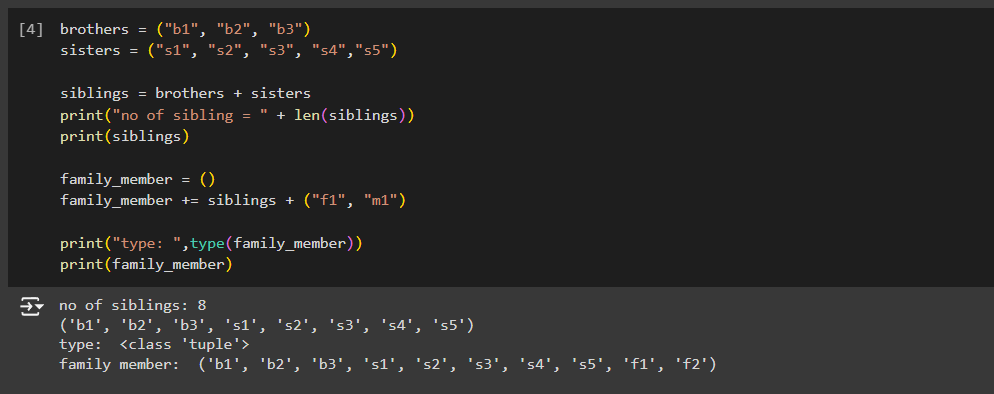 [4] brothers = ("b1", "b2", "b3")
sisters = ("s1", "s2", "s3", "s4","s5")
siblings = brothers + sisters
print("no of sibling = " + len(siblings))
print(siblings)
family_member = ()
family_member += siblings + ("f1", "m1")
print("type: ",type(family_member))
print(family_member)
no of siblings: 8
('b1', 'b2', 'b3', 's1', 's2', 's3', 's4', 's5')
type:  <class 'tuple'>
family member:  ('b1', 'b2', 'b3', 's1', 's2', 's3', 's4', 's5', 'f1', 'f2')